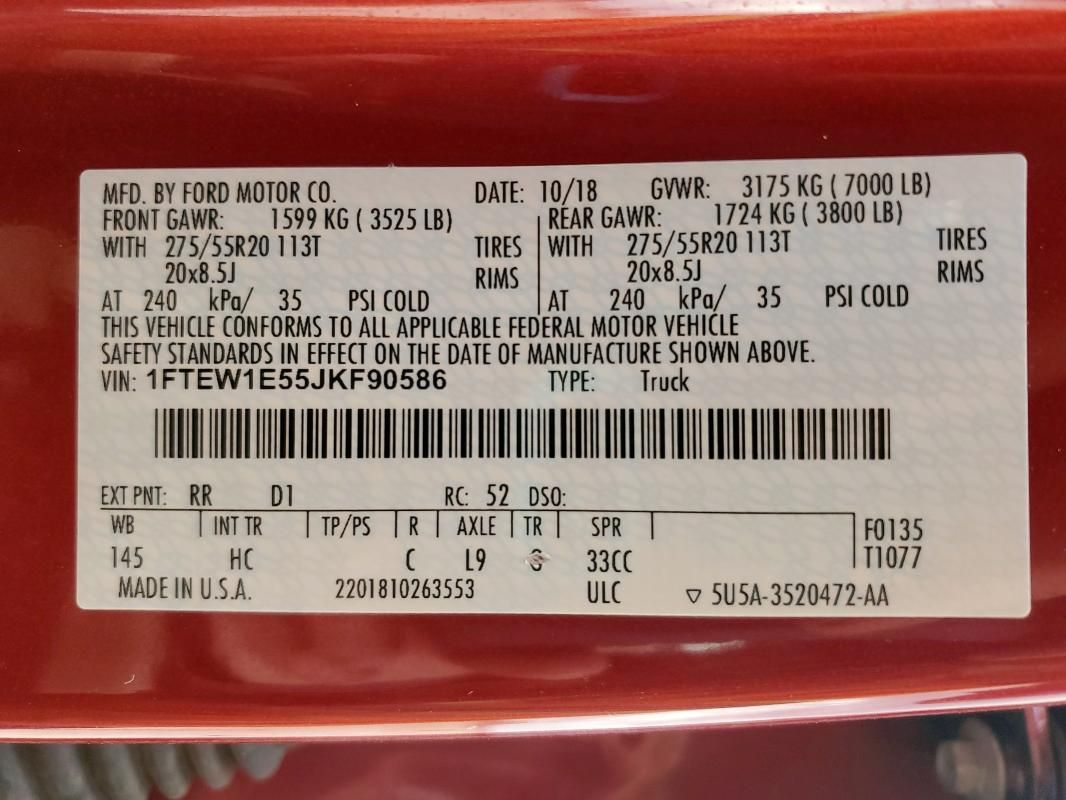 MFD. BY FORD MOTOR CO. DATE: 10/18 GVWR: 3175 KG ( 7000 LB)
FRONT GAWR: 1599 KG ( 3525 LB) REAR GAWR: 1724 KG ( 3800 LB)
WITH 275/55R20 113T TIRES WITH 275/55R20 113T TIRES
20x8.5J RIMS 20x8.5J RIMS
AT 240 kPa/ 35 PSI COLD AT 240 kPa/ 35 PSI COLD
THIS VEHICLE CONFORMS TO ALL APPLICABLE FEDERAL MOTOR VEHICLE
SAFETY STANDARDS IN EFFECT ON THE DATE OF MANUFACTURE SHOWN ABOVE.
VIN: 1FTEW1E55JKF90586 TYPE: Truck
EXT PNT: RR D1 RC: 52 DSO:
WB INT TR TP/PS R AXLE TR SPR F0135
145 HC C L9 33CC T1077
MADE IN U.S.A. 2201810263553 ULC ▽ 5U5A-3520472-AA